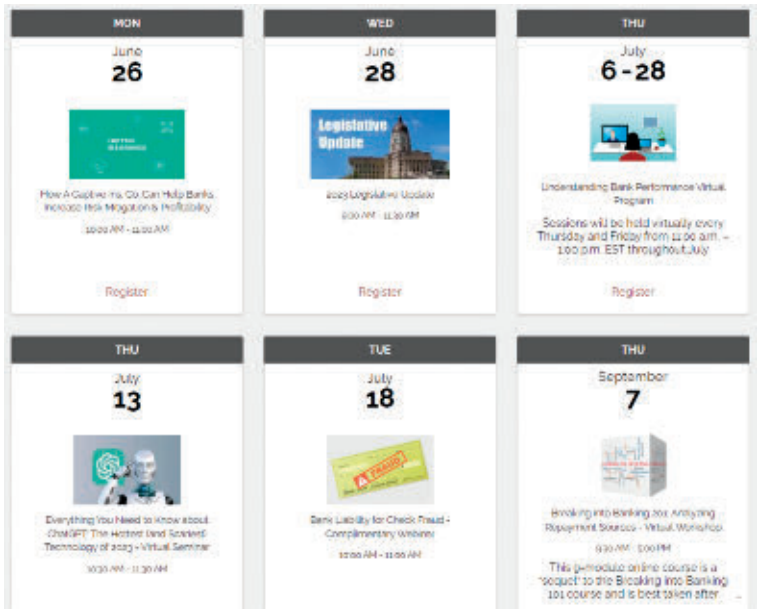 MON
June
26
How A Captive Ins. Co. Can Help Banks
Increase Risk Mitigation & Profitability
10:00 AM - 11:00 AM
Register
WED
June
28
Legislative
Update
2023 Legislative Update
AM - 11:30 AM
Register
THU
July
6 - 28
Understanding Bank Performance Virtual
Program
Sessions will be held virtually every
Thursday and Friday from 11:00 a.m. –
1:00 p.m. EST throughout July
Register
THU
July
13
Everything You Need to Know about
ChatGPT: The Hottest (and Scariest)
Technology of 2023 - Virtual Seminar
10:30 AM - 11:30 AM
TUE
July
18
FRAUD
Bank Liability for Check Fraud -
Complimentary Webinar
10:00 AM - 11:00 AM
THU
September
7
Breaking into Banking 201: Analyzing
Repayment Sources - Virtual Workshop
9:30 AM - 5:00 PM
This online course is a
"sequel" to the Breaking into Banking
101 course and is best taken after